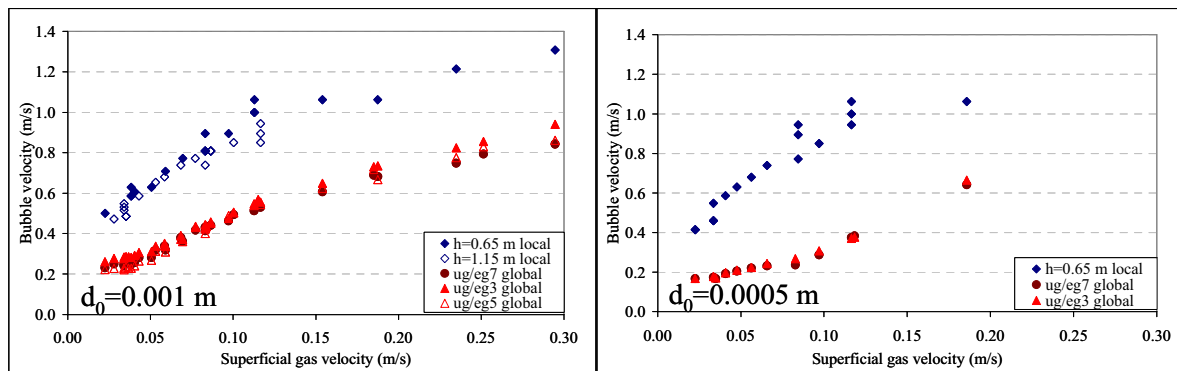 1.4
1.2
1.0
0.8
0.6
0.4
0.2
0.0
Bubble velocity (m/s)
h=0.65 m local
h=1.15 m local
ug/eg7 global
ug/eg3 global
ug/eg5 global
d0=0.001 m
0.00 0.05 0.10 0.15 0.20 0.25 0.30
Superficial gas velocity (m/s)
1.4
1.2
1.0
0.8
0.6
0.4
0.2
0.0
Bubble velocity (m/s)
h=0.65 m local
ug/eg7 global
ug/eg3 global
d0=0.0005 m
0.00 0.05 0.10 0.15 0.20 0.25 0.30
Superficial gas velocity (m/s)